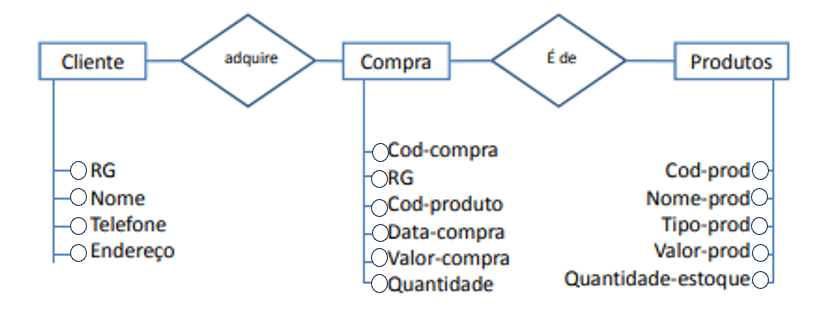 Cliente
adquire
Compra
É de
Produtos
RG
Nome
Telefone
Endereço
Cod-compra
RG
Cod-produto
Data-compra
Valor-compra
Quantidade
Cod-prod
Nome-prod
Tipo-prod
Valor-prod
Quantidade-estoque